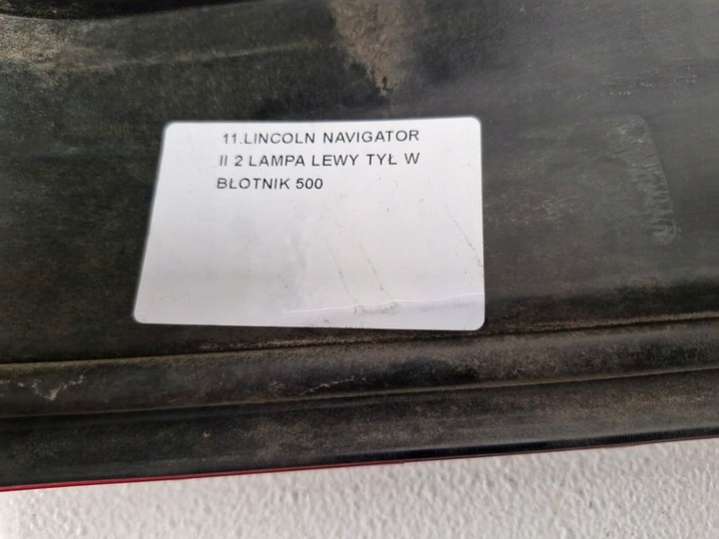 11.LINCOLN NAVIGATOR
II 2 LAMPA LEWY TYŁ W
BŁOTNIK 500